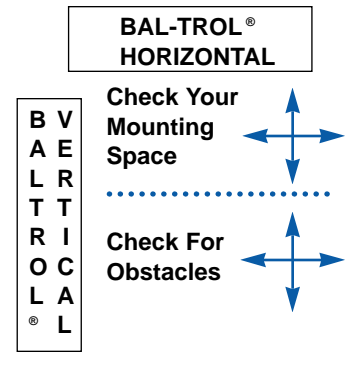 BAL-TROL®
HORIZONTAL
BALTROL®
VERTICAL
Check Your
Mounting
Space
Check For
Obstacles